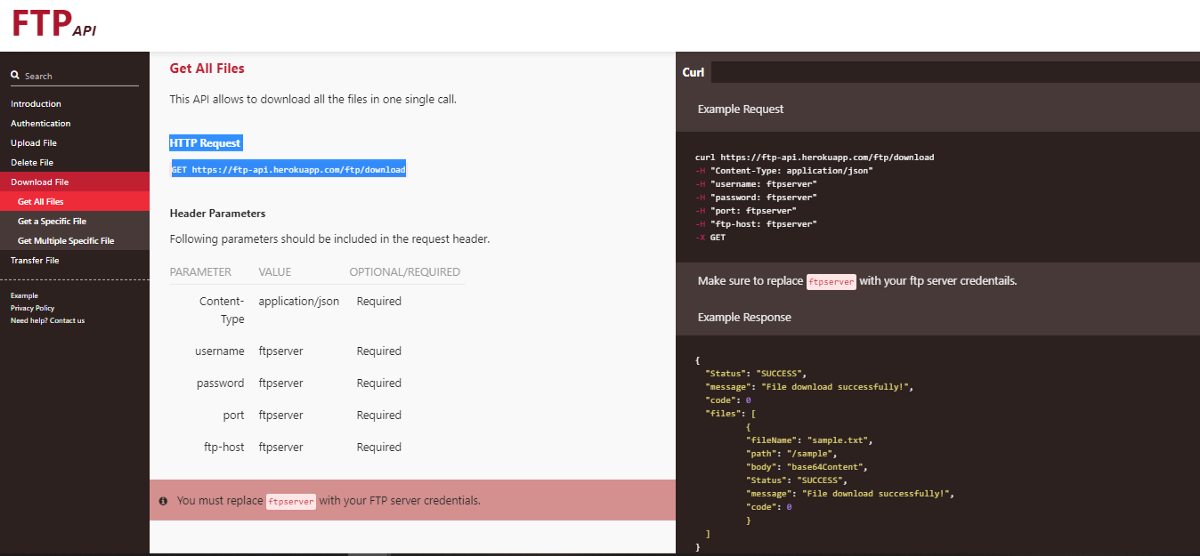 FTP API
Search
Introduction
Authentication
Upload File
Delete File
Download File
Get All Files
Get a Specific File
Get Multiple Specific File
Transfer File
Example
Privacy Policy
Need help? Contact us
Get All Files
This API allows to download all the files in one single call.
HTTP Request
GET https://ftp-api.herokuapp.com/ftp/download
Header Parameters
Following parameters should be included in the request header.
PARAMETER VALUE OPTIONAL/REQUIRED
Content- application/json Required
Type
username ftpserver Required
password ftpserver Required
port ftpserver Required
ftp-host ftpserver Required
You must replace ftpserver with your FTP server credentials.
Curl
Example Request
curl https://ftp-api.herokuapp.com/ftp/download
-H "Content-Type: application/json"
-H "username: ftpserver"
-H "password: ftpserver"
-H "port: ftpserver"
-H "ftp-host: ftpserver"
-X GET
Make sure to replace ftpserver with your ftp server credentails.
Example Response
{
"Status": "SUCCESS",
"message": "File download successfully!",
"code": 0
"files": [
{
"fileName": "sample.txt",
"path": "/sample",
"body": "base64Content",
"Status": "SUCCESS",
"message": "File download successfully!",
"code": 0
}
]
}